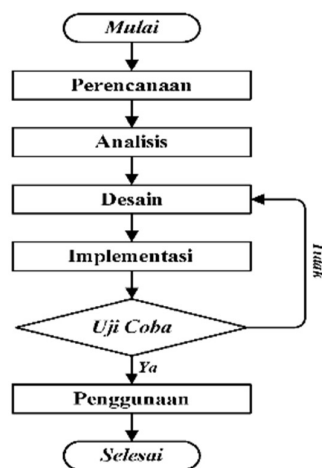 Mulai
Perencanaan
Analisis
Desain
Implementasi
Tidak
Uji Coba
Ya
Penggunaan
Selesai